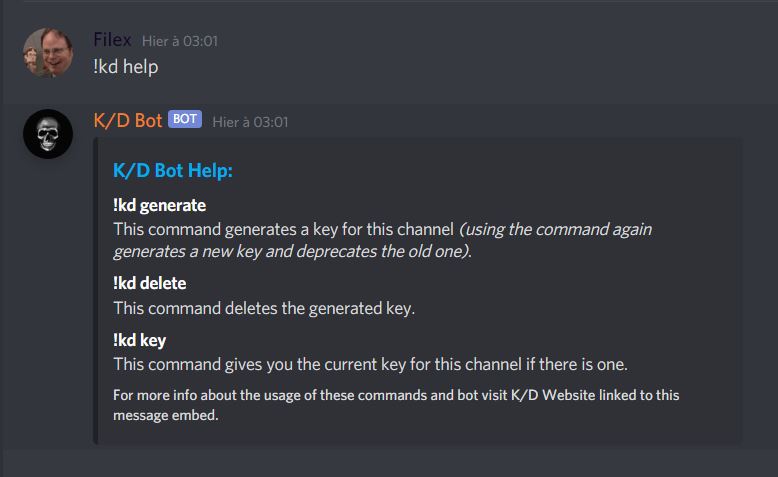 Filex Hier à 03:01
!kd help
K/D Bot BOT Hier à 03:01
K/D Bot Help:
!kd generate
This command generates a key for this channel (using the command again
generates a new key and deprecates the old one).
!kd delete
This command deletes the generated key.
!kd key
This command gives you the current key for this channel if there is one.
For more info about the usage of these commands and bot visit K/D Website linked to this
message embed.